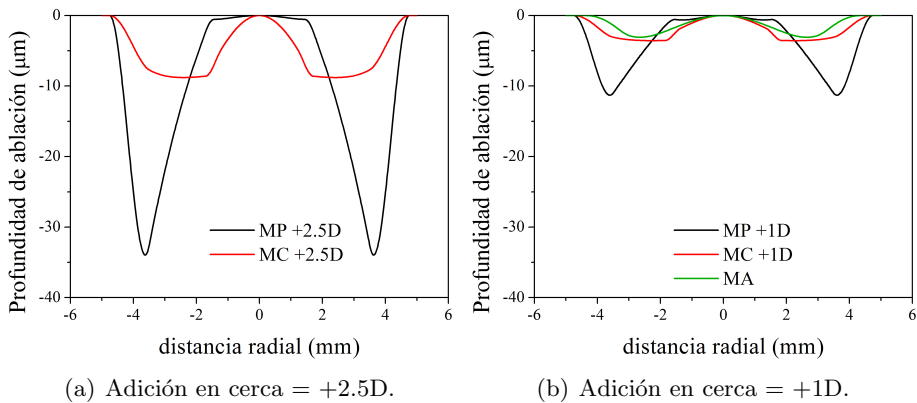 0
-10
-20
-30
-40
-6
-4
-2
0
2
4
6
Profundidad de ablación (μm)
distancia radial (mm)
MP +2.5D
MC +2.5D
(a) Adición en cerca = +2.5D.
0
-10
-20
-30
-40
-6
-4
-2
0
2
4
6
Profundidad de ablación (μm)
distancia radial (mm)
MP +1D
MC +1D
MA
(b) Adición en cerca = +1D.